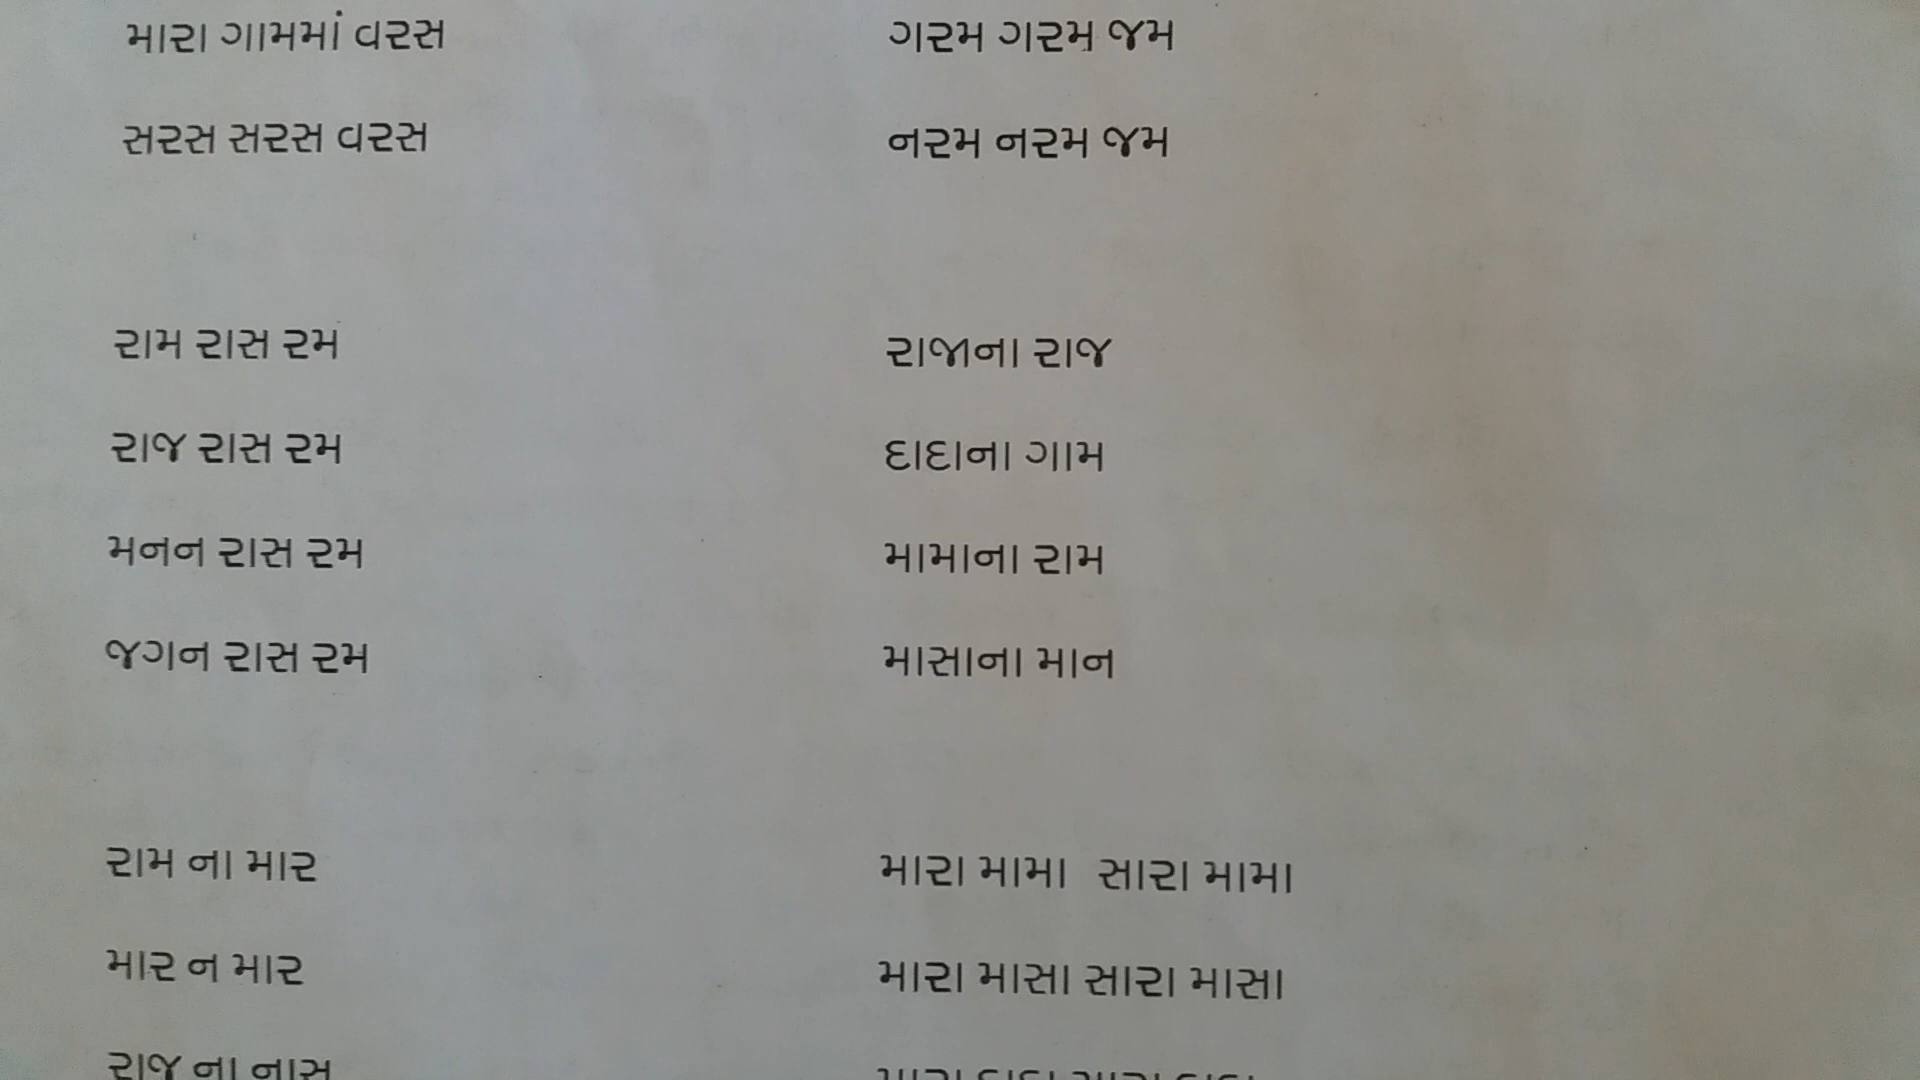 મારા ગામમાં વરસ
સરસ સરસ વરસ
રામ રાસ રમ
રાજ રાસ રમ
મનન રાસ રમ
જગન રાસ રમ
રામ ના માર
માર ન માર
રાજ ના નાસ
ગરમ ગરમ જમ
નરમ નરમ જમ
રાજાના રાજ
દાદાના ગામ
મામાના રામ
માસાના માન
મારા મામા સારા મામા
મારા માસા સારા માસા